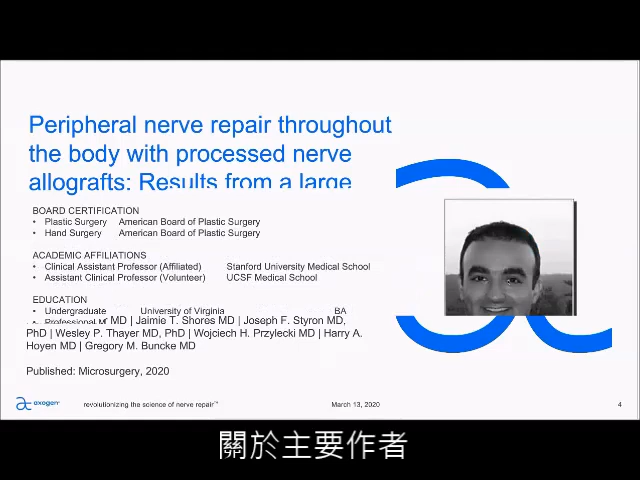 Peripheral nerve repair throughout
the body with processed nerve
allografts: Results from a large
BOARD CERTIFICATION
• Plastic Surgery American Board of Plastic Surgery
• Hand Surgery American Board of Plastic Surgery
ACADEMIC AFFILIATIONS
• Clinical Assistant Professor (Affiliated) Stanford University Medical School
• Assistant Clinical Professor (Volunteer) UCSF Medical School
EDUCATION
• Undergraduate University of Virginia BA
• Professional
MD | Jaimie T. Shores MD | Joseph F. Styron MD,
PhD | Wesley P. Thayer MD, PhD | Wojciech H. Przylecki MD | Harry A.
Hoyen MD | Gregory M. Buncke MD
Published: Microsurgery, 2020
axogen revolutionizing the science of nerve repair™ March 13, 2020 4
關於主要作者